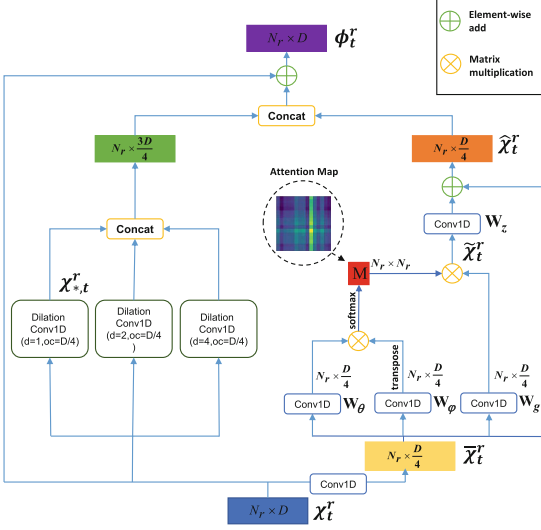 Element-wise
add
Matrix
multiplication
N_r × D
ϕ_t^r
Concat
N_r × 3D/4
N_r × D/4
χ̂_t^r
Attention Map
Conv1D
W_z
Concat
χ̃_t^r
χ_{*,t}^r
M
N_r × N_r
softmax
Dilation
Conv1D
(d=1,oc=D/4)
Dilation
Conv1D
(d=2,oc=D/4
)
Dilation
Conv1D
(d=4,oc=D/4)
transpose
N_r × D/4
N_r × D/4
N_r × D/4
Conv1D
W_θ
Conv1D
W_φ
Conv1D
W_g
N_r × D/4
χ̄_t^r
Conv1D
N_r × D
χ_t^r